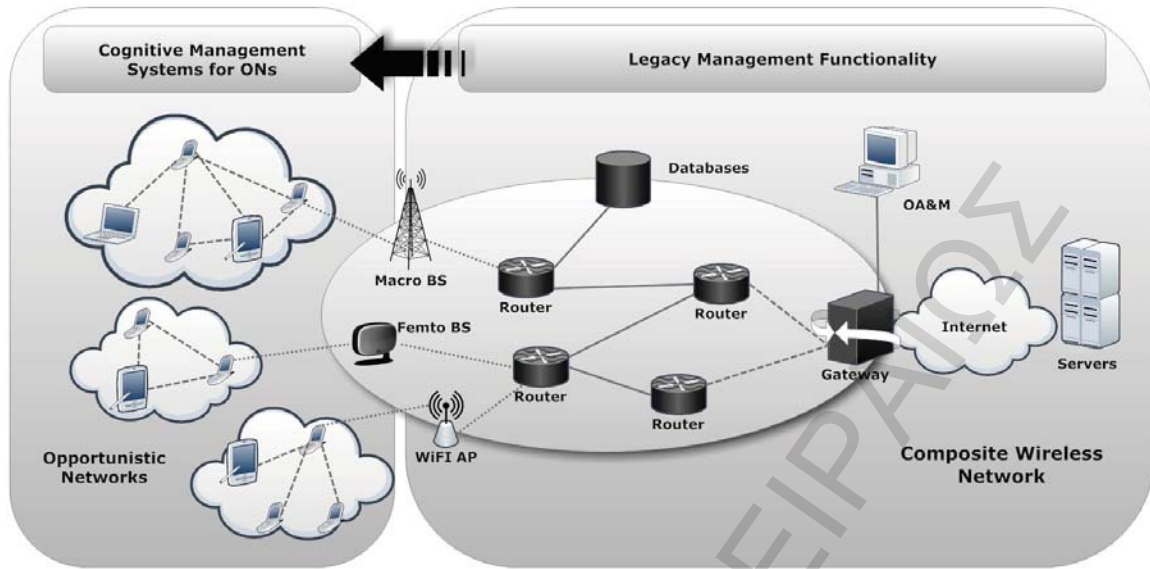 Cognitive Management
Systems for ONs
Legacy Management Functionality
Databases
OA&M
Macro BS
Router
Router
Femto BS
Internet
Gateway
Servers
Router
Router
WiFI AP
Opportunistic
Networks
Composite Wireless
Network
ΕΙΡΑΙΩΣ